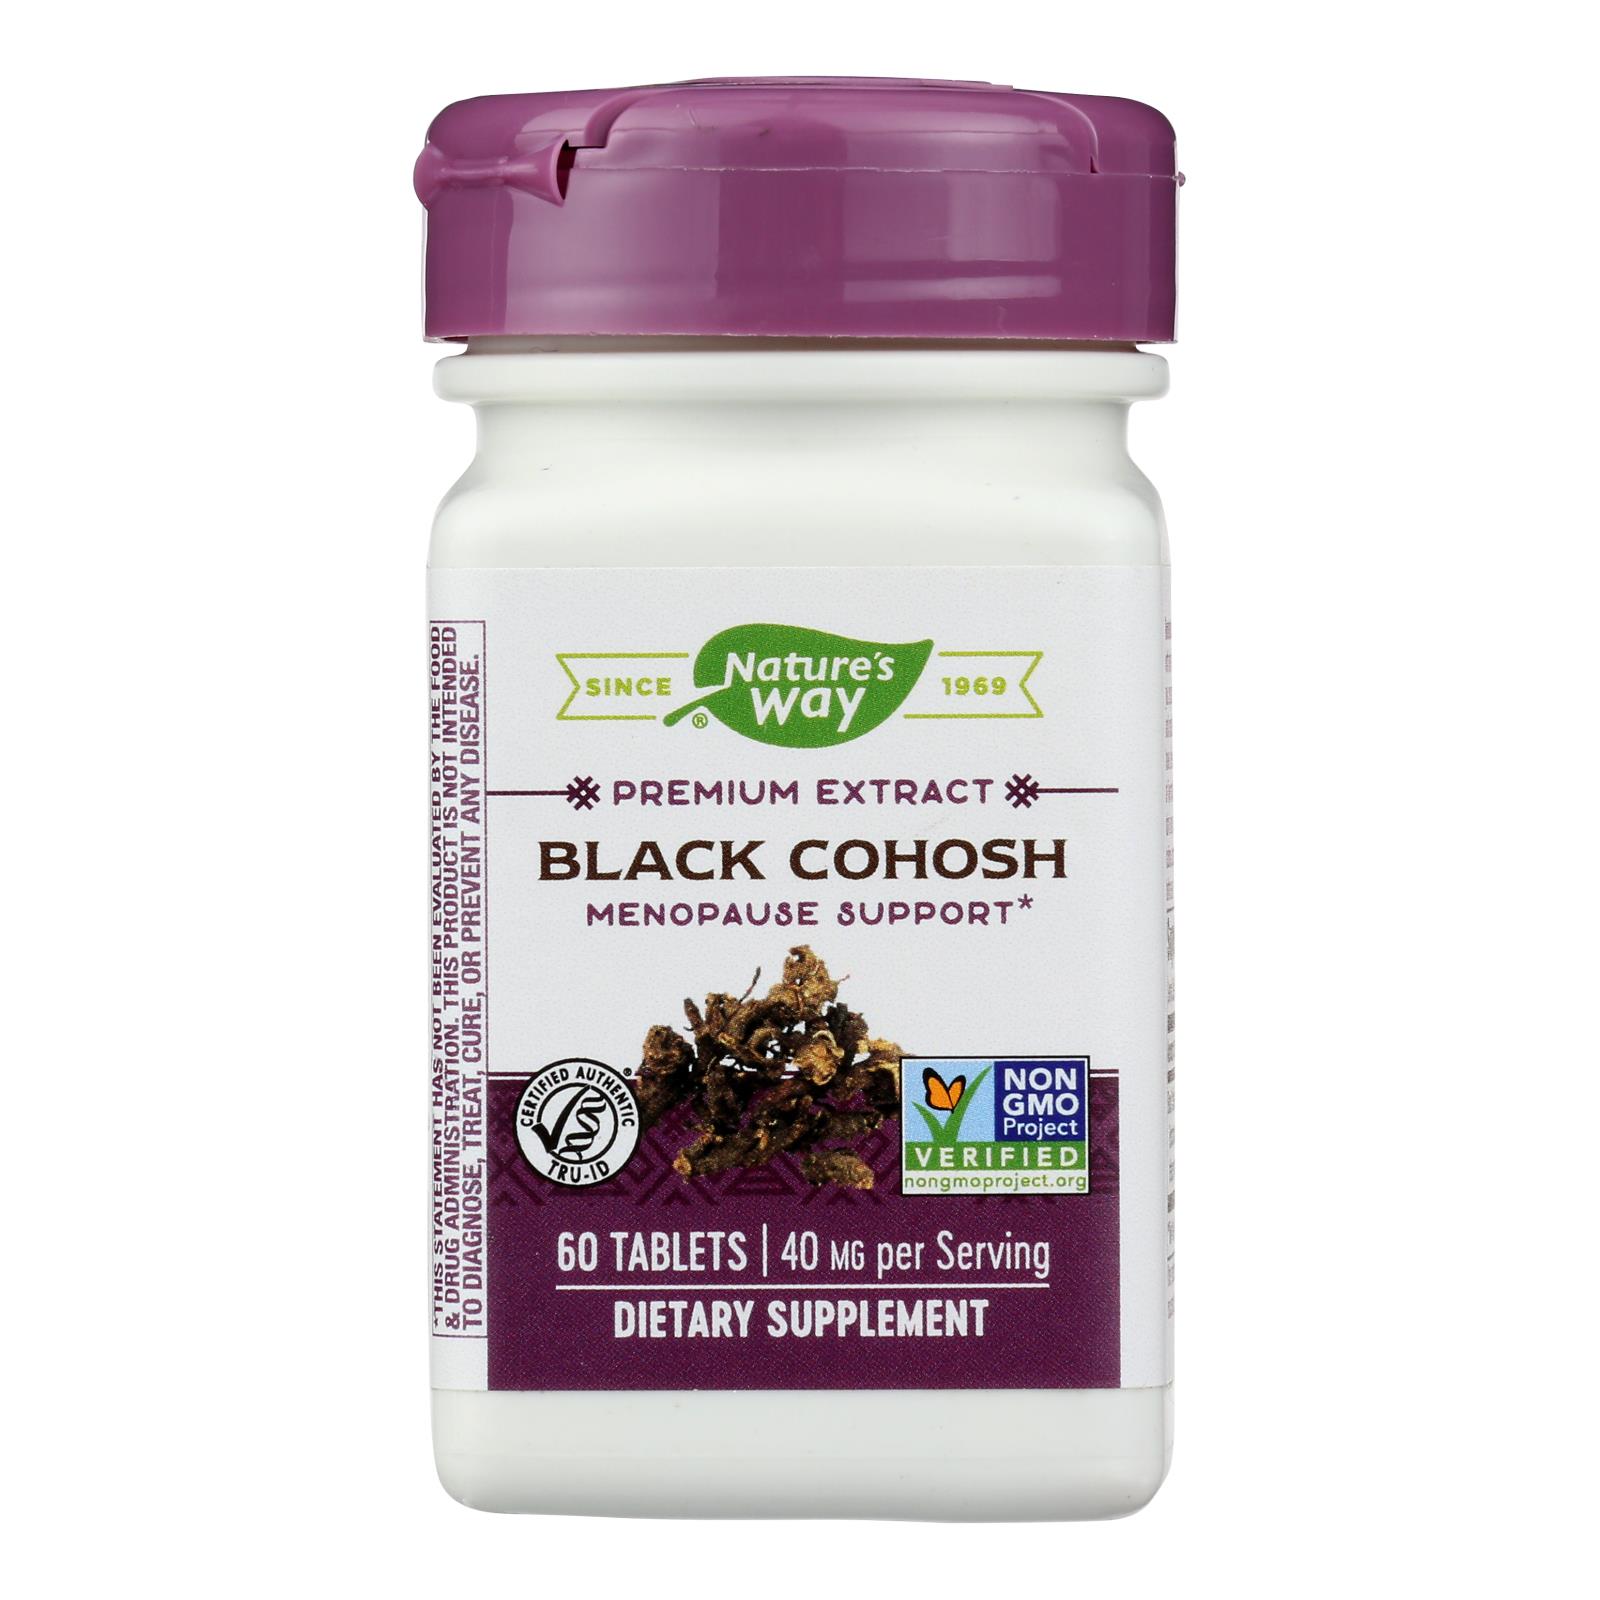 SINCE
Nature's
Way®
1969
PREMIUM EXTRACT
BLACK COHOSH
MENOPAUSE SUPPORT*
CERTIFIED AUTHENTIC®
TRU-ID
NON
GMO
Project
VERIFIED
nongmoproject.org
60 TABLETS | 40 MG per Serving
DIETARY SUPPLEMENT
*THIS STATEMENT HAS NOT BEEN EVALUATED BY THE FOOD
& DRUG ADMINISTRATION. THIS PRODUCT IS NOT INTENDED
TO DIAGNOSE, TREAT, CURE, OR PREVENT ANY DISEASE.